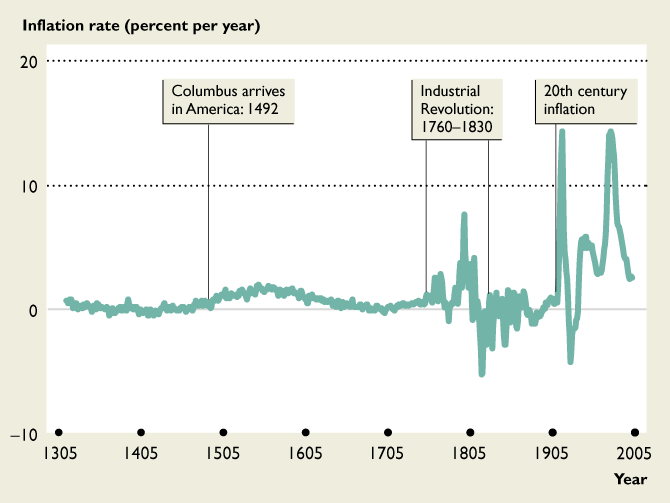 Inflation rate (percent per year)
20
Columbus arrives
in America: 1492
Industrial
Revolution:
1760–1830
20th century
inflation
10
0
–10
1305 1405 1505 1605 1705 1805 1905 2005
Year